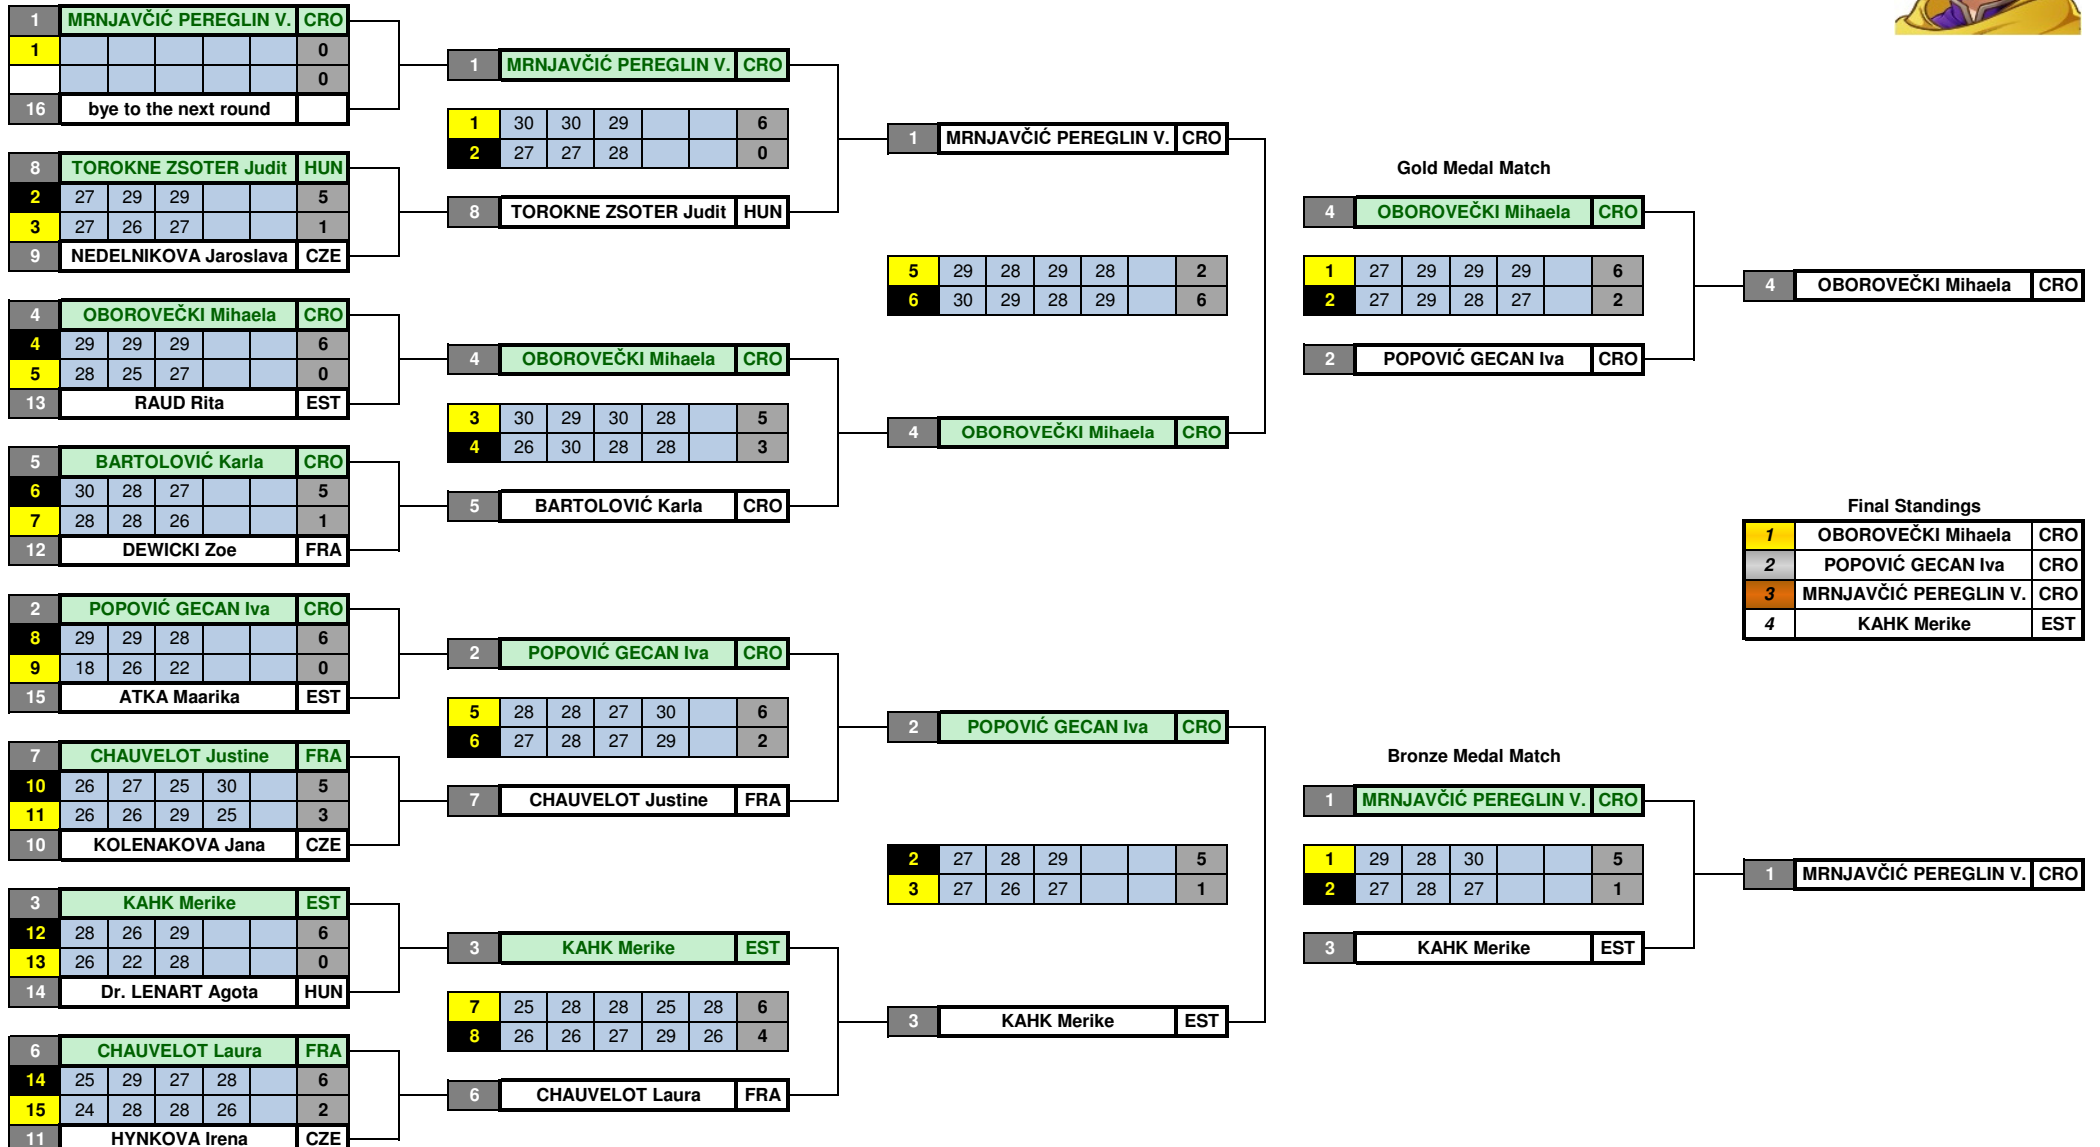 1 MRNJAVČIĆ PEREGLIN V. CRO
1 0
0
16 bye to the next round
8 TOROKNE ZSOTER Judit HUN
2 27 29 29 5
3 27 26 27 1
9 NEDELNIKOVA Jaroslava CZE
4 OBOROVEČKI Mihaela CRO
4 29 29 29 6
5 28 25 27 0
13 RAUD Rita EST
5 BARTOLOVIĆ Karla CRO
6 30 28 27 5
7 28 28 26 1
12 DEWICKI Zoe FRA
2 POPOVIĆ GECAN Iva CRO
8 29 29 28 6
9 18 26 22 0
15 ATKA Maarika EST
7 CHAUVELOT Justine FRA
10 26 27 25 30 5
11 26 26 29 25 3
10 KOLENAKOVA Jana CZE
3 KAHK Merike EST
12 28 26 29 6
13 26 22 28 0
14 Dr. LENART Agota HUN
6 CHAUVELOT Laura FRA
14 25 29 27 28 6
15 24 28 28 26 2
11 HYNKOVA Irena CZE
1 MRNJAVČIĆ PEREGLIN V. CRO
1 30 30 29 6
2 27 27 28 0
8 TOROKNE ZSOTER Judit HUN
4 OBOROVEČKI Mihaela CRO
3 30 29 30 28 5
4 26 30 28 28 3
5 BARTOLOVIĆ Karla CRO
2 POPOVIĆ GECAN Iva CRO
5 28 28 27 30 6
6 27 28 27 29 2
7 CHAUVELOT Justine FRA
3 KAHK Merike EST
7 25 28 28 25 28 6
8 26 26 27 29 26 4
6 CHAUVELOT Laura FRA
1 MRNJAVČIĆ PEREGLIN V. CRO
5 29 28 29 28 2
6 30 29 28 29 6
4 OBOROVEČKI Mihaela CRO
2 POPOVIĆ GECAN Iva CRO
2 27 28 29 5
3 27 26 27 1
3 KAHK Merike EST
Gold Medal Match
4 OBOROVEČKI Mihaela CRO
1 27 29 29 29 6
2 27 29 28 27 2
2 POPOVIĆ GECAN Iva CRO
4 OBOROVEČKI Mihaela CRO
Bronze Medal Match
1 MRNJAVČIĆ PEREGLIN V. CRO
1 29 28 30 5
2 27 28 27 1
3 KAHK Merike EST
1 MRNJAVČIĆ PEREGLIN V. CRO
Final Standings
1 OBOROVEČKI Mihaela CRO
2 POPOVIĆ GECAN Iva CRO
3 MRNJAVČIĆ PEREGLIN V. CRO
4 KAHK Merike EST